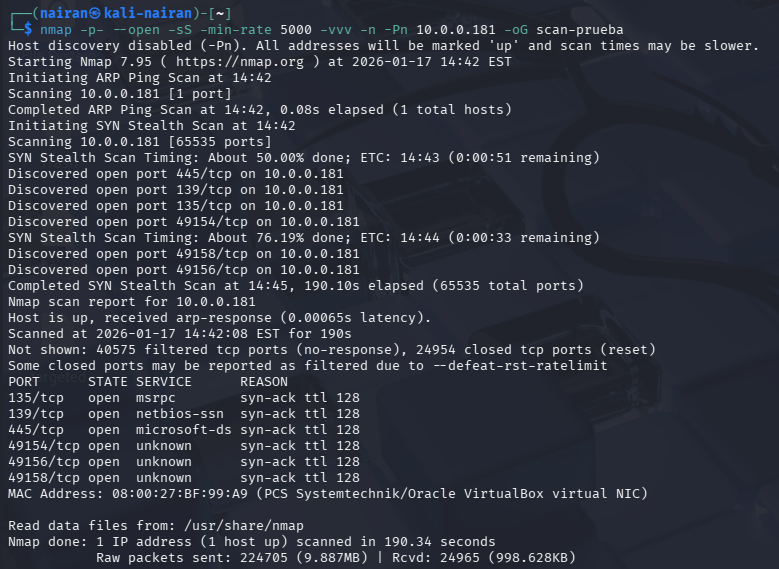 ┌──(nairan㉿kali-nairan)-[~]
└─$ nmap -p- --open -sS -min-rate 5000 -vvv -n -Pn 10.0.0.181 -oG scan-prueba
Host discovery disabled (-Pn). All addresses will be marked 'up' and scan times may be slower.
Starting Nmap 7.95 ( https://nmap.org ) at 2026-01-17 14:42 EST
Initiating ARP Ping Scan at 14:42
Scanning 10.0.0.181 [1 port]
Completed ARP Ping Scan at 14:42, 0.08s elapsed (1 total hosts)
Initiating SYN Stealth Scan at 14:42
Scanning 10.0.0.181 [65535 ports]
SYN Stealth Scan Timing: About 50.00% done; ETC: 14:43 (0:00:51 remaining)
Discovered open port 445/tcp on 10.0.0.181
Discovered open port 139/tcp on 10.0.0.181
Discovered open port 135/tcp on 10.0.0.181
Discovered open port 49154/tcp on 10.0.0.181
SYN Stealth Scan Timing: About 76.19% done; ETC: 14:44 (0:00:33 remaining)
Discovered open port 49158/tcp on 10.0.0.181
Discovered open port 49156/tcp on 10.0.0.181
Completed SYN Stealth Scan at 14:45, 190.10s elapsed (65535 total ports)
Nmap scan report for 10.0.0.181
Host is up, received arp-response (0.00065s latency).
Scanned at 2026-01-17 14:42:08 EST for 190s
Not shown: 40575 filtered tcp ports (no-response), 24954 closed tcp ports (reset)
Some closed ports may be reported as filtered due to --defeat-rst-ratelimit
PORT      STATE SERVICE      REASON
135/tcp   open  msrpc        syn-ack ttl 128
139/tcp   open  netbios-ssn  syn-ack ttl 128
445/tcp   open  microsoft-ds syn-ack ttl 128
49154/tcp open  unknown      syn-ack ttl 128
49156/tcp open  unknown      syn-ack ttl 128
49158/tcp open  unknown      syn-ack ttl 128
MAC Address: 08:00:27:BF:99:A9 (PCS Systemtechnik/Oracle VirtualBox virtual NIC)

Read data files from: /usr/share/nmap
Nmap done: 1 IP address (1 host up) scanned in 190.34 seconds
           Raw packets sent: 224705 (9.887MB) | Rcvd: 24965 (998.628KB)